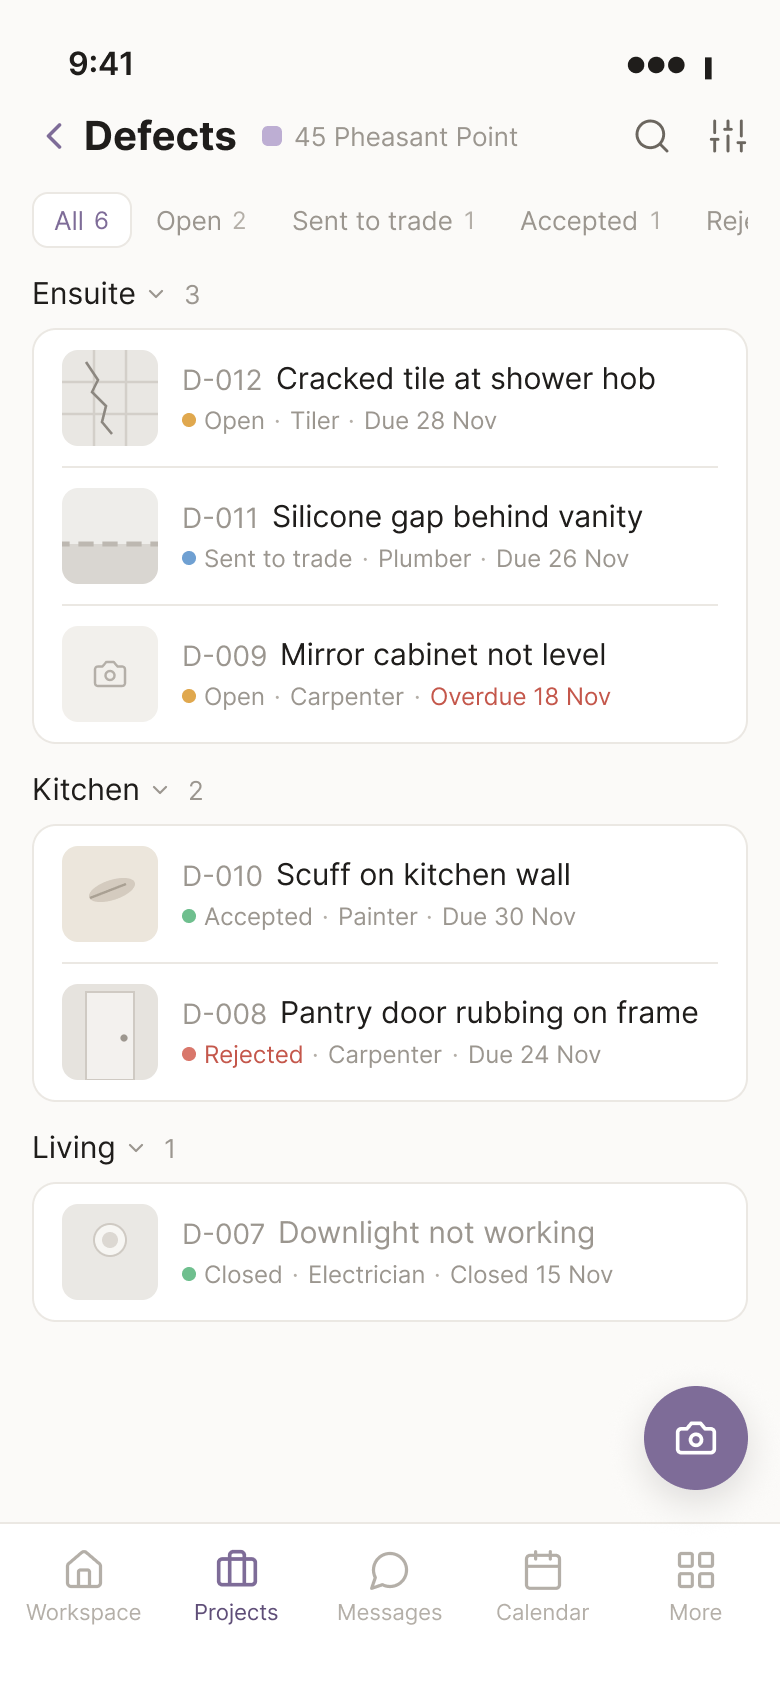 9:41
Defects 45 Pheasant Point
All 6 Open 2 Sent to trade 1 Accepted 1
Ensuite 3
D-012 Cracked tile at shower hob
Open · Tiler · Due 28 Nov
D-011 Silicone gap behind vanity
Sent to trade · Plumber · Due 26 Nov
D-009 Mirror cabinet not level
Open · Carpenter · Overdue 18 Nov
Kitchen 2
D-010 Scuff on kitchen wall
Accepted · Painter · Due 30 Nov
D-008 Pantry door rubbing on frame
Rejected · Carpenter · Due 24 Nov
Living 1
D-007 Downlight not working
Closed · Electrician · Closed 15 Nov
Workspace Projects Messages Calendar More